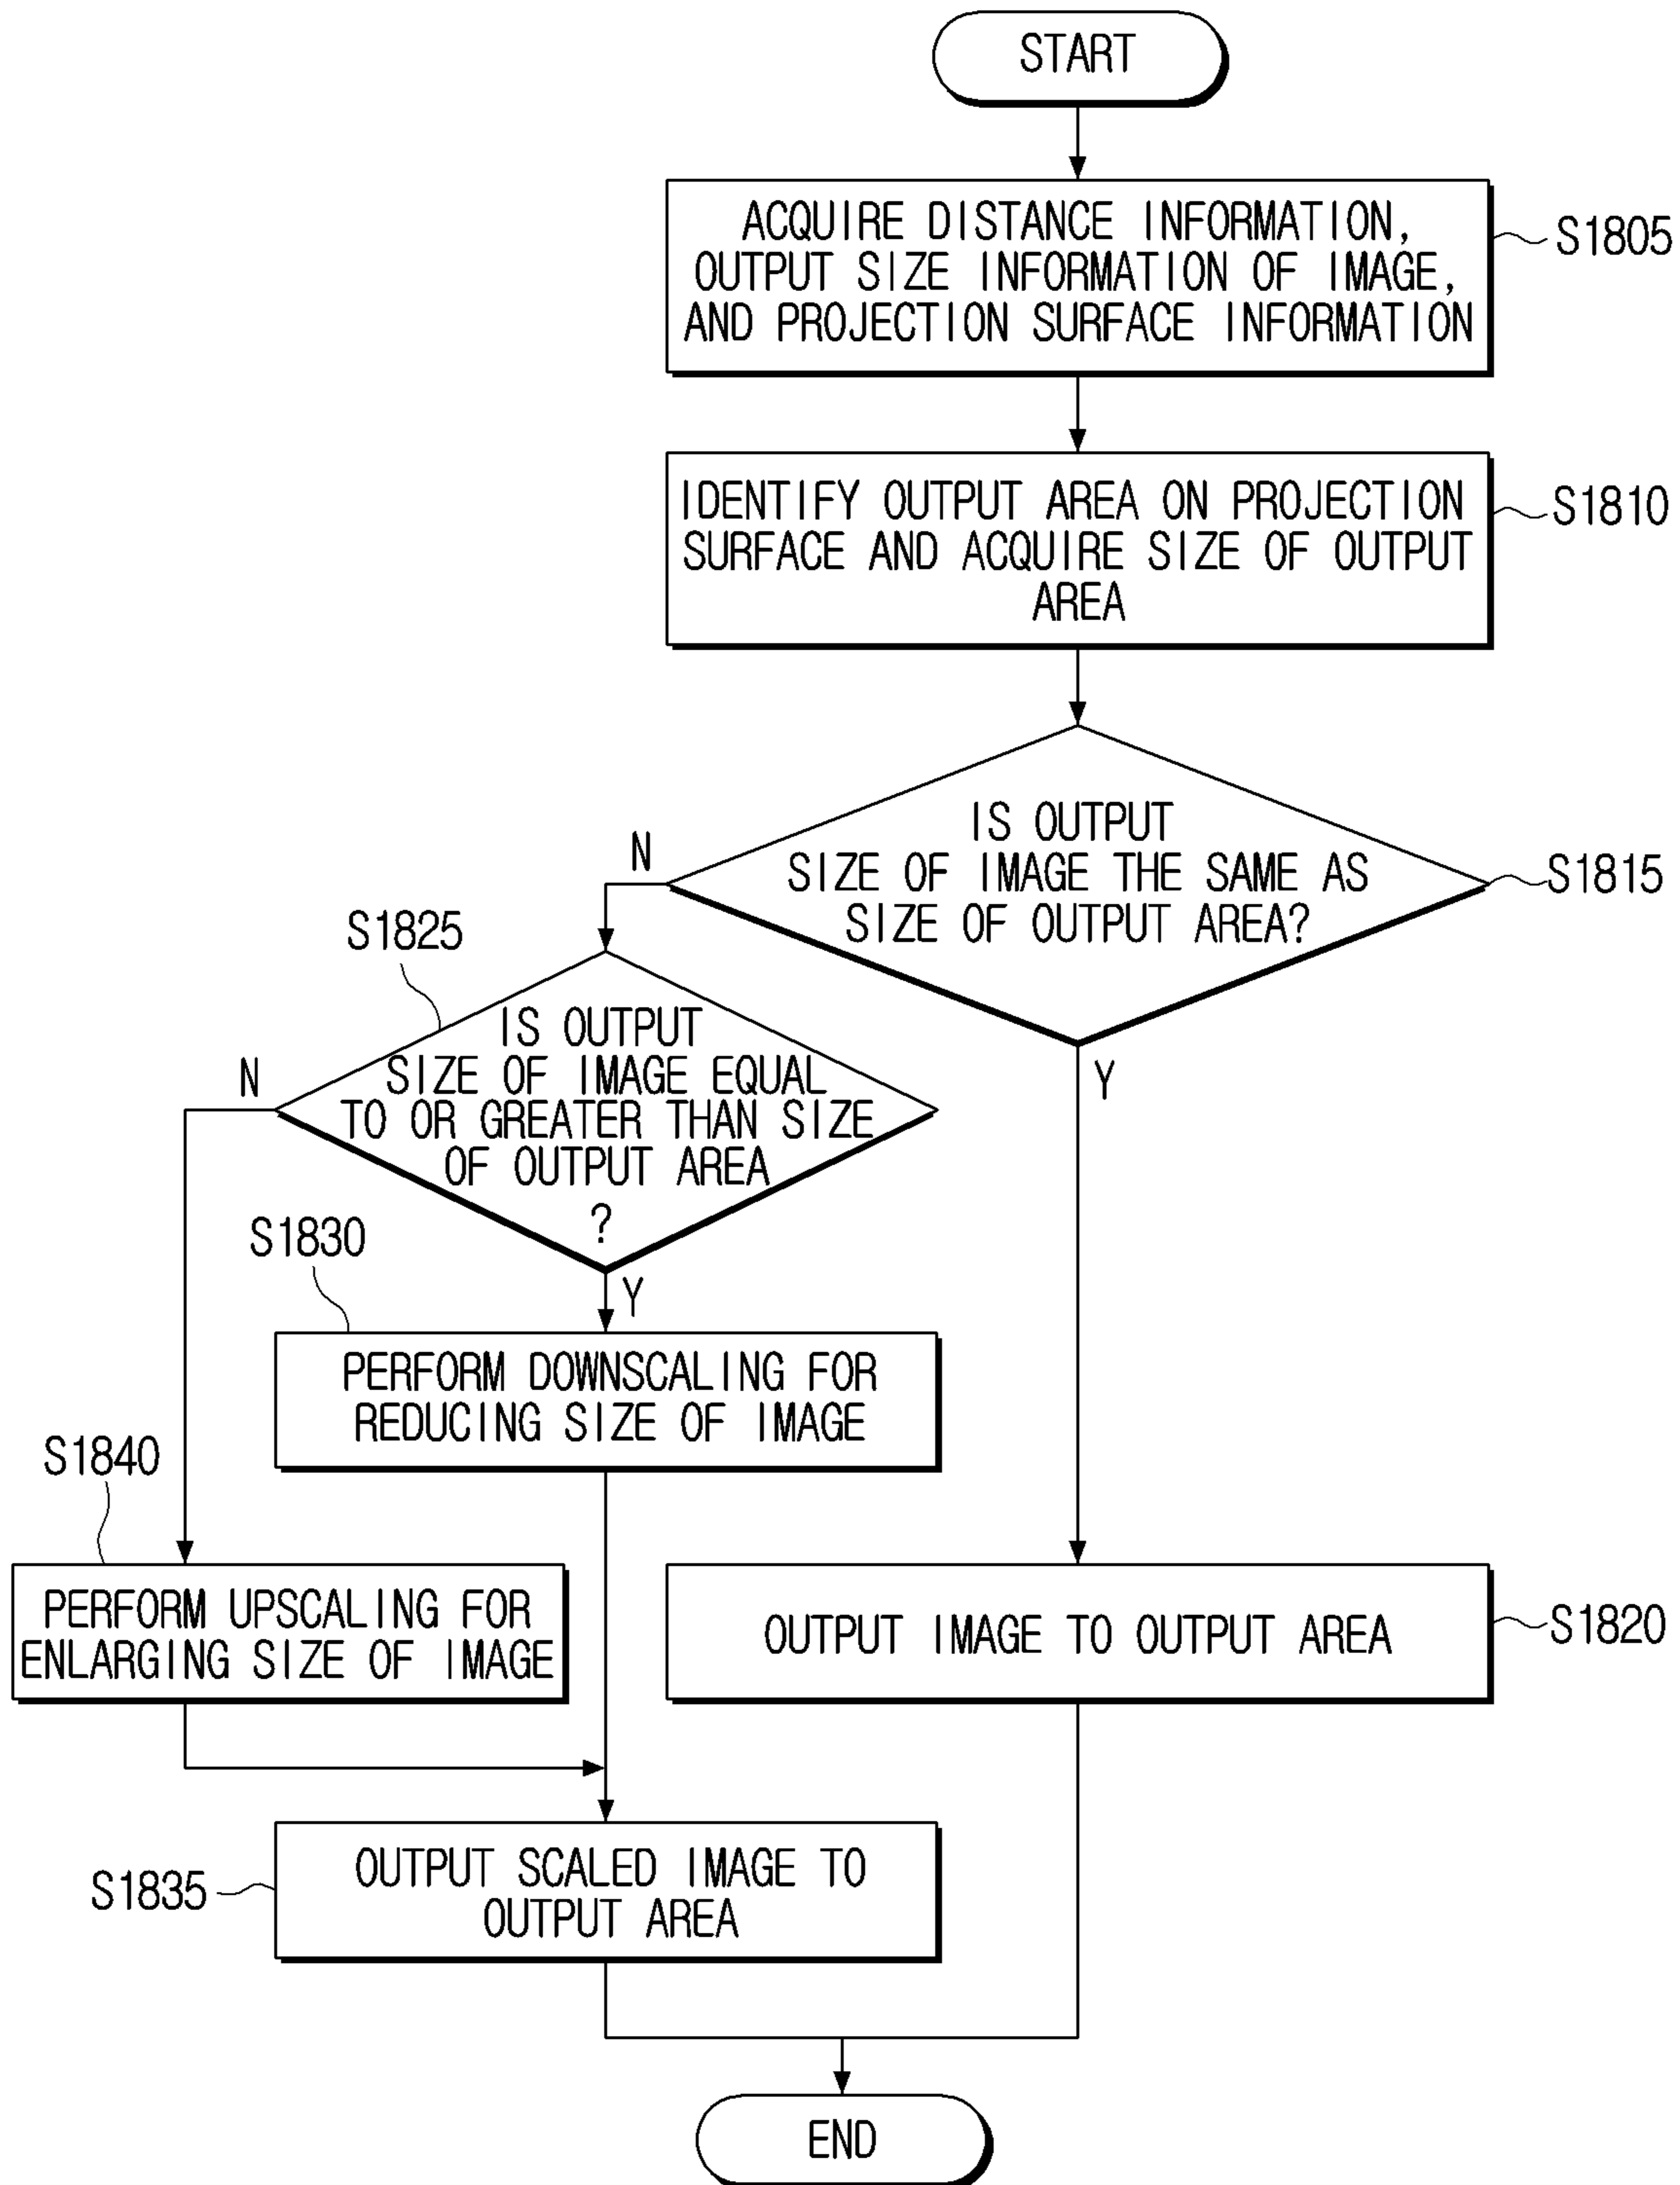 START
ACQUIRE DISTANCE INFORMATION,
OUTPUT SIZE INFORMATION OF IMAGE,
AND PROJECTION SURFACE INFORMATION
S1805
IDENTIFY OUTPUT AREA ON PROJECTION
SURFACE AND ACQUIRE SIZE OF OUTPUT
AREA
S1810
IS OUTPUT
SIZE OF IMAGE THE SAME AS
SIZE OF OUTPUT AREA?
S1815
N
Y
S1825
IS OUTPUT
SIZE OF IMAGE EQUAL
TO OR GREATER THAN SIZE
OF OUTPUT AREA
?
N
Y
S1830
PERFORM DOWNSCALING FOR
REDUCING SIZE OF IMAGE
S1840
PERFORM UPSCALING FOR
ENLARGING SIZE OF IMAGE
OUTPUT IMAGE TO OUTPUT AREA
S1820
S1835
OUTPUT SCALED IMAGE TO
OUTPUT AREA
END